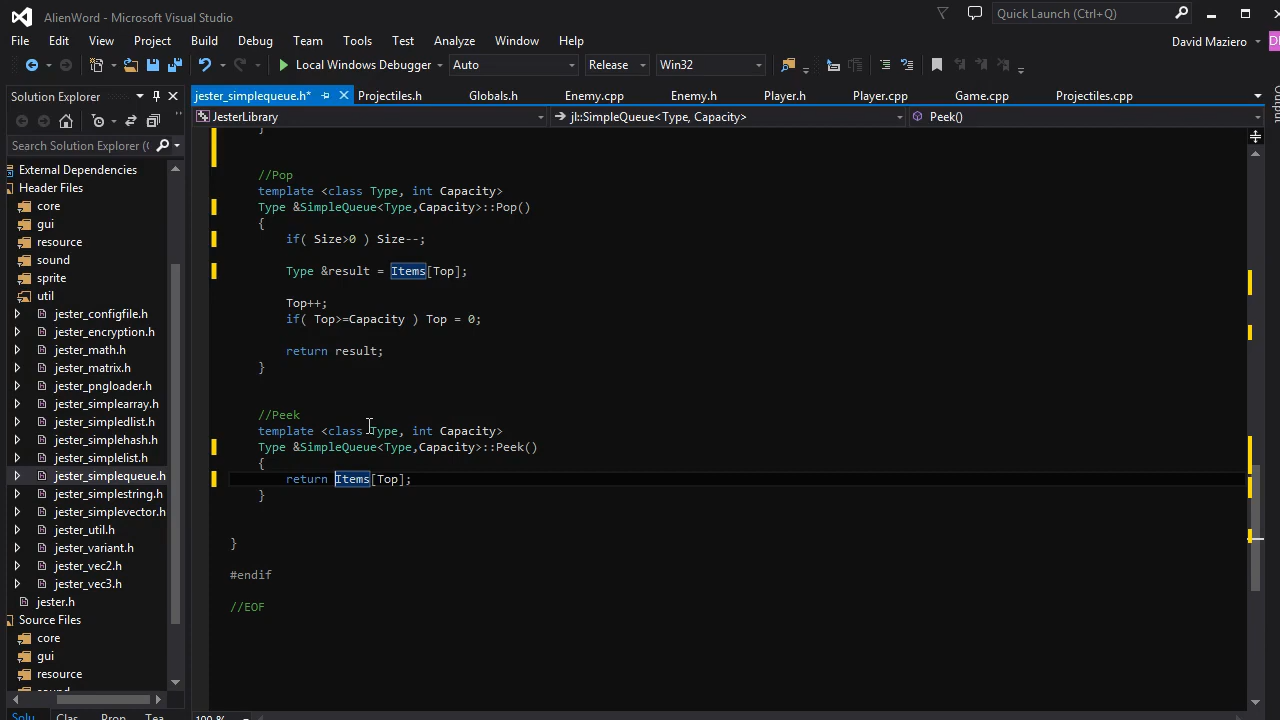 AlienWord - Microsoft Visual Studio
Quick Launch (Ctrl+Q)
File Edit View Project Build Debug Team Tools Test Analyze Window Help
David Maziero
Local Windows Debugger Auto Release Win32
Solution Explorer
jester_simplequeue.h* Projectiles.h Globals.h Enemy.cpp Enemy.h Player.h Player.cpp Game.cpp Projectiles.cpp
Output
JesterLibrary jl::SimpleQueue<Type, Capacity> Peek()
Search Solution Explorer (C
External Dependencies
Header Files
core
gui
resource
sound
sprite
util
jester_configfile.h
jester_encryption.h
jester_math.h
jester_matrix.h
jester_pngloader.h
jester_simplearray.h
jester_simpledlist.h
jester_simplehash.h
jester_simplelist.h
jester_simplequeue.h
jester_simplestring.h
jester_simplevector.h
jester_util.h
jester_variant.h
jester_vec2.h
jester_vec3.h
jester.h
Source Files
core
gui
resource
Solu Clas Prop Tea
}
//Pop
template <class Type, int Capacity>
Type &SimpleQueue<Type,Capacity>::Pop()
{
if( Size>0 ) Size--;
Type &result = Items[Top];
Top++;
if( Top>=Capacity ) Top = 0;
return result;
}
//Peek
template <class Type, int Capacity>
Type &SimpleQueue<Type,Capacity>::Peek()
{
return Items[Top];
}
}
#endif
//EOF
100 %